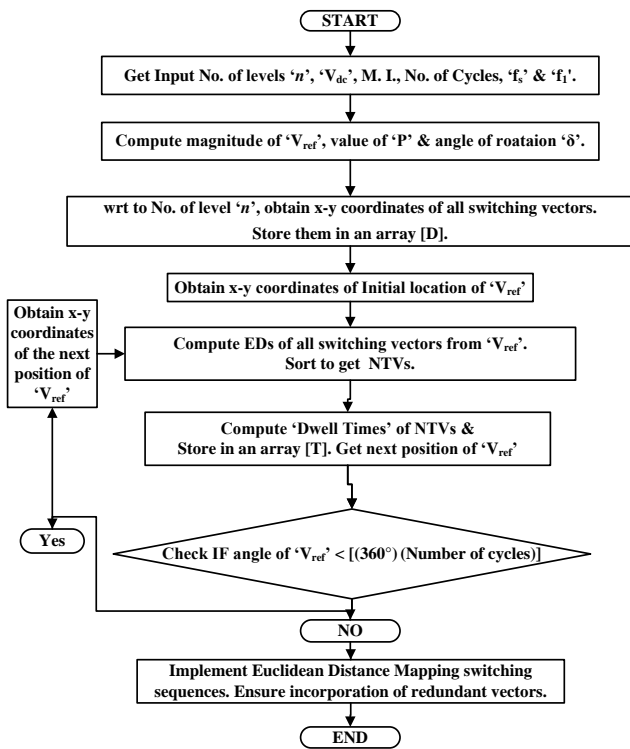 START
Get Input No. of levels ‘n’, ‘Vdc’, M. I., No. of Cycles, ‘fs’ & ‘f1'.
Compute magnitude of ‘Vref’, value of ‘P’ & angle of roataion ‘δ’.
wrt to No. of level ‘n’, obtain x-y coordinates of all switching vectors.
Store them in an array [D].
Obtain x-y coordinates of Initial location of ‘Vref’
Obtain x-y
coordinates
of the next
position of
‘Vref’
Compute EDs of all switching vectors from ‘Vref’.
Sort to get NTVs.
Compute ‘Dwell Times’ of NTVs &
Store in an array [T]. Get next position of ‘Vref’
Yes
Check IF angle of ‘Vref’ < [(360°) (Number of cycles)]
NO
Implement Euclidean Distance Mapping switching
sequences. Ensure incorporation of redundant vectors.
END